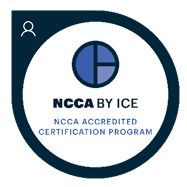 NCCA BY ICE
NCCA ACCREDITED
CERTIFICATION PROGRAM